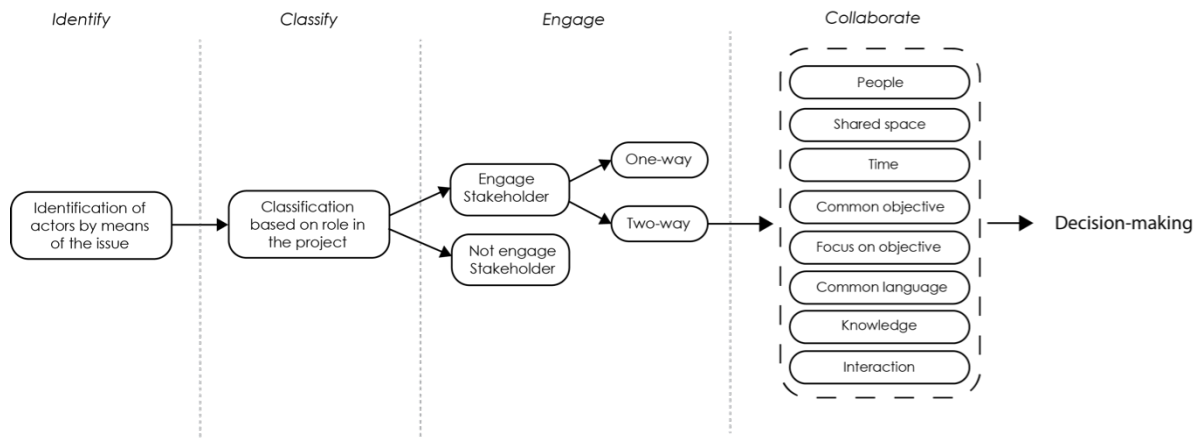 Identify
Classify
Engage
Collaborate
Identification of
actors by means
of the issue
Classification
based on role in
the project
Engage
Stakeholder
Not engage
Stakeholder
One-way
Two-way
People
Shared space
Time
Common objective
Focus on objective
Common language
Knowledge
Interaction
Decision-making